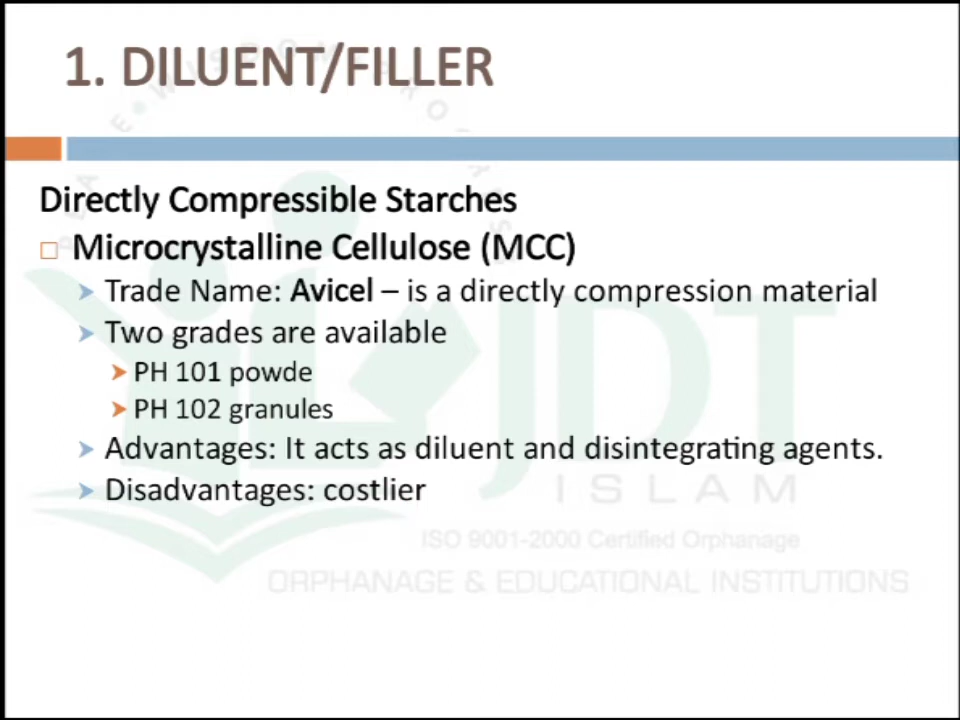 1. DILUENT/FILLER
Directly Compressible Starches
Microcrystalline Cellulose (MCC)
Trade Name: Avicel – is a directly compression material
Two grades are available
PH 101 powde
PH 102 granules
Advantages: It acts as diluent and disintegrating agents.
Disadvantages: costlier
JDT
ISLAM
ISO 9001-2000 Certified Orphanage
ORPHANAGE & EDUCATIONAL INSTITUTIONS